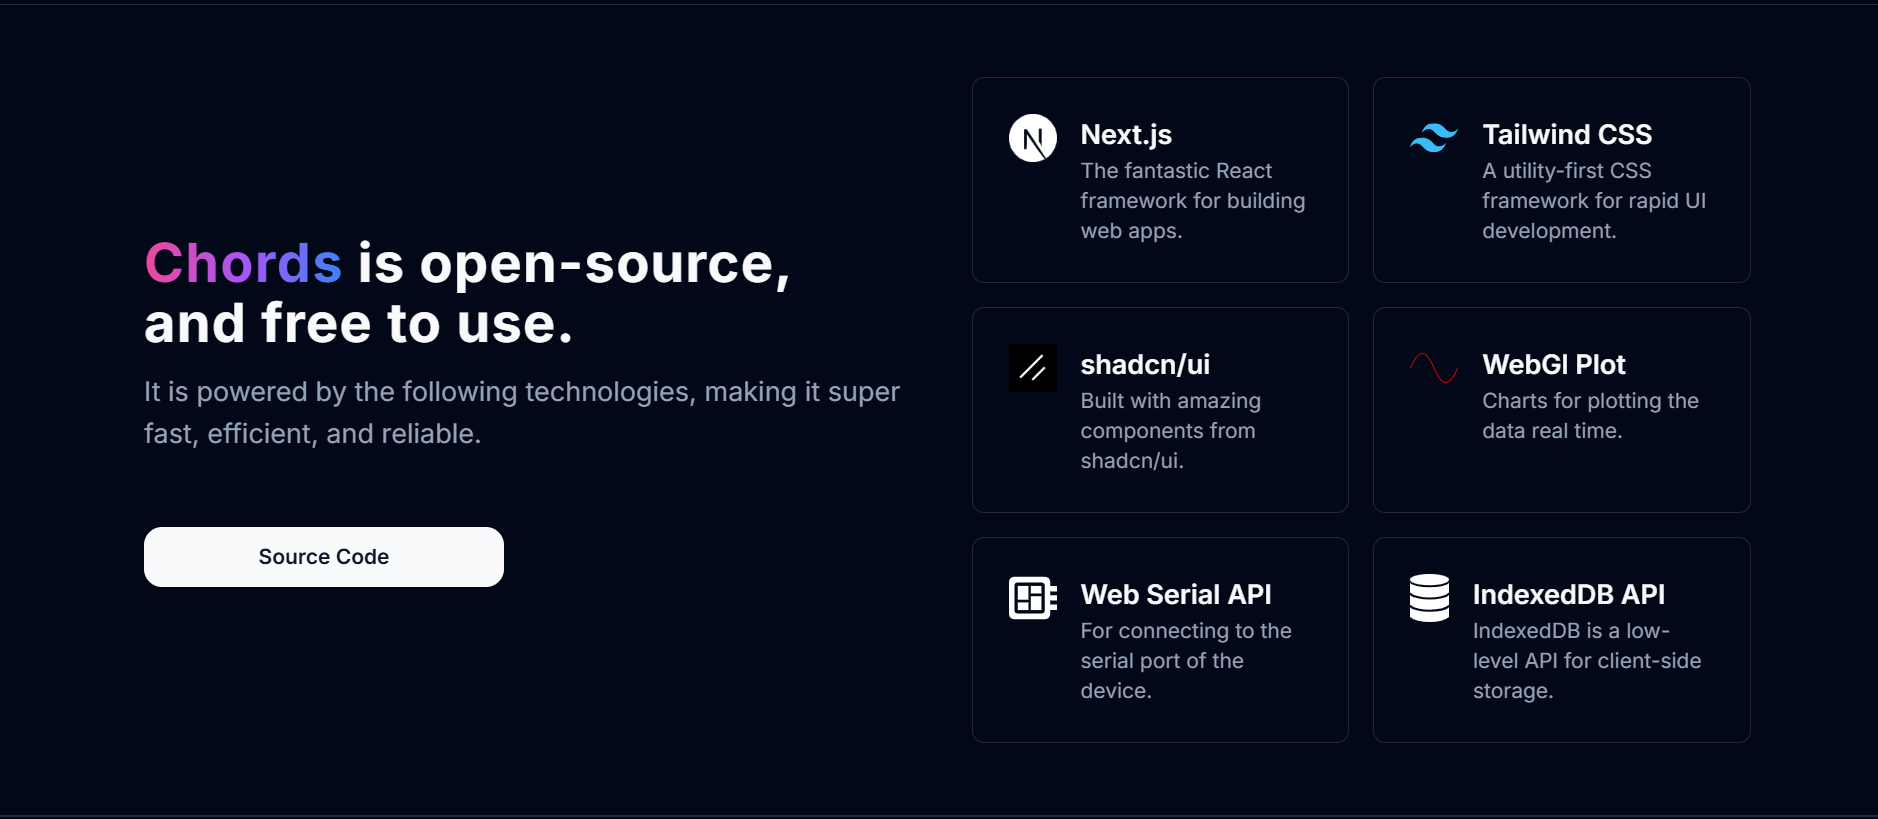 Chords is open-source,
and free to use.
It is powered by the following technologies, making it super
fast, efficient, and reliable.
Source Code
Next.js
The fantastic React
framework for building
web apps.
Tailwind CSS
A utility-first CSS
framework for rapid UI
development.
shadcn/ui
Built with amazing
components from
shadcn/ui.
WebGl Plot
Charts for plotting the
data real time.
Web Serial API
For connecting to the
serial port of the
device.
IndexedDB API
IndexedDB is a low-
level API for client-side
storage.